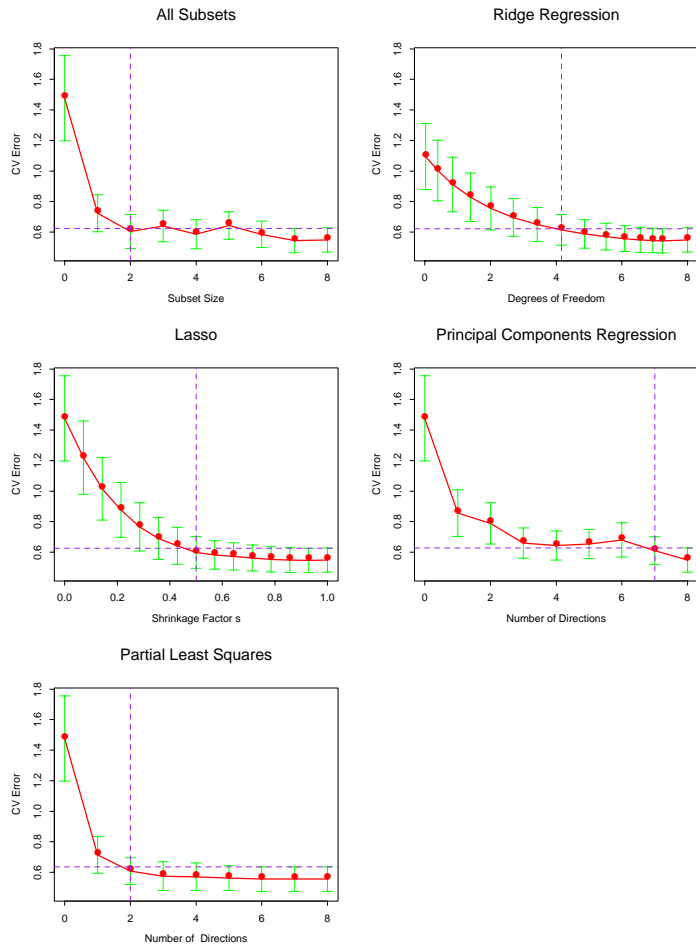 All Subsets
CV Error
1.8
1.6
1.4
1.2
1.0
0.8
0.6
0 2 4 6 8
Subset Size
Ridge Regression
CV Error
1.8
1.6
1.4
1.2
1.0
0.8
0.6
0 2 4 6 8
Degrees of Freedom
Lasso
CV Error
1.8
1.6
1.4
1.2
1.0
0.8
0.6
0.0 0.2 0.4 0.6 0.8 1.0
Shrinkage Factor s
Principal Components Regression
CV Error
1.8
1.6
1.4
1.2
1.0
0.8
0.6
0 2 4 6 8
Number of Directions
Partial Least Squares
CV Error
1.8
1.6
1.4
1.2
1.0
0.8
0.6
0 2 4 6 8
Number of Directions